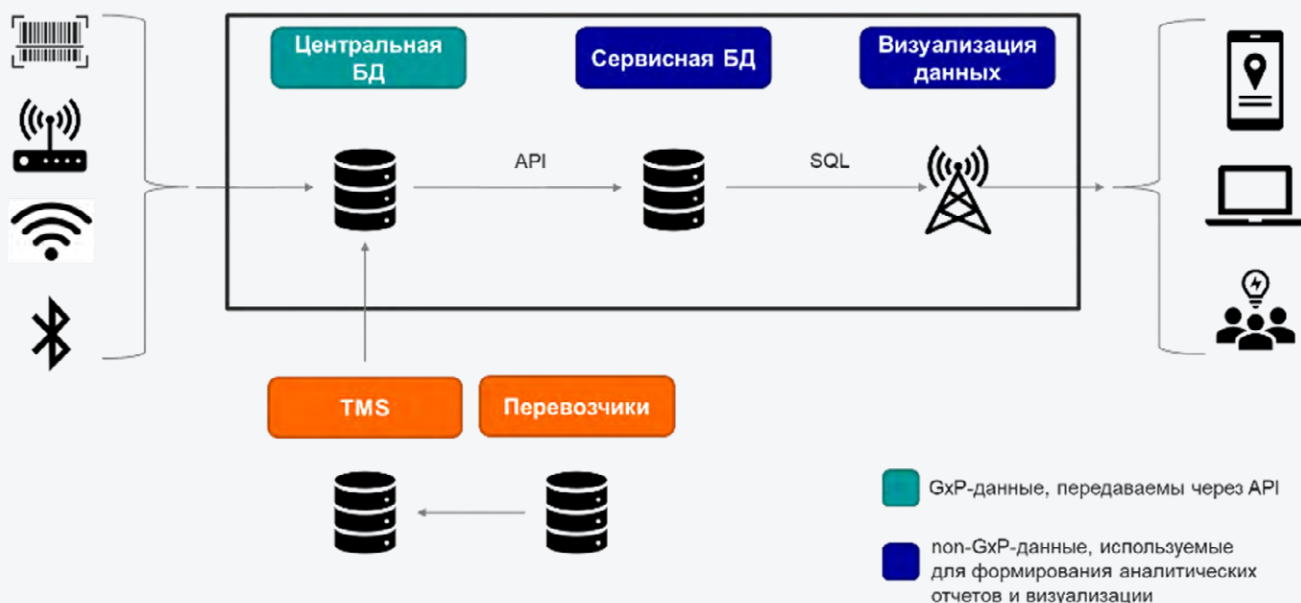 Центральная
БД
Сервисная БД
Визуализация
данных
API
SQL
TMS
Перевозчики
GxP-данные, передаваемы через API
non-GxP-данные, используемые
для формирования аналитических
отчетов и визуализации